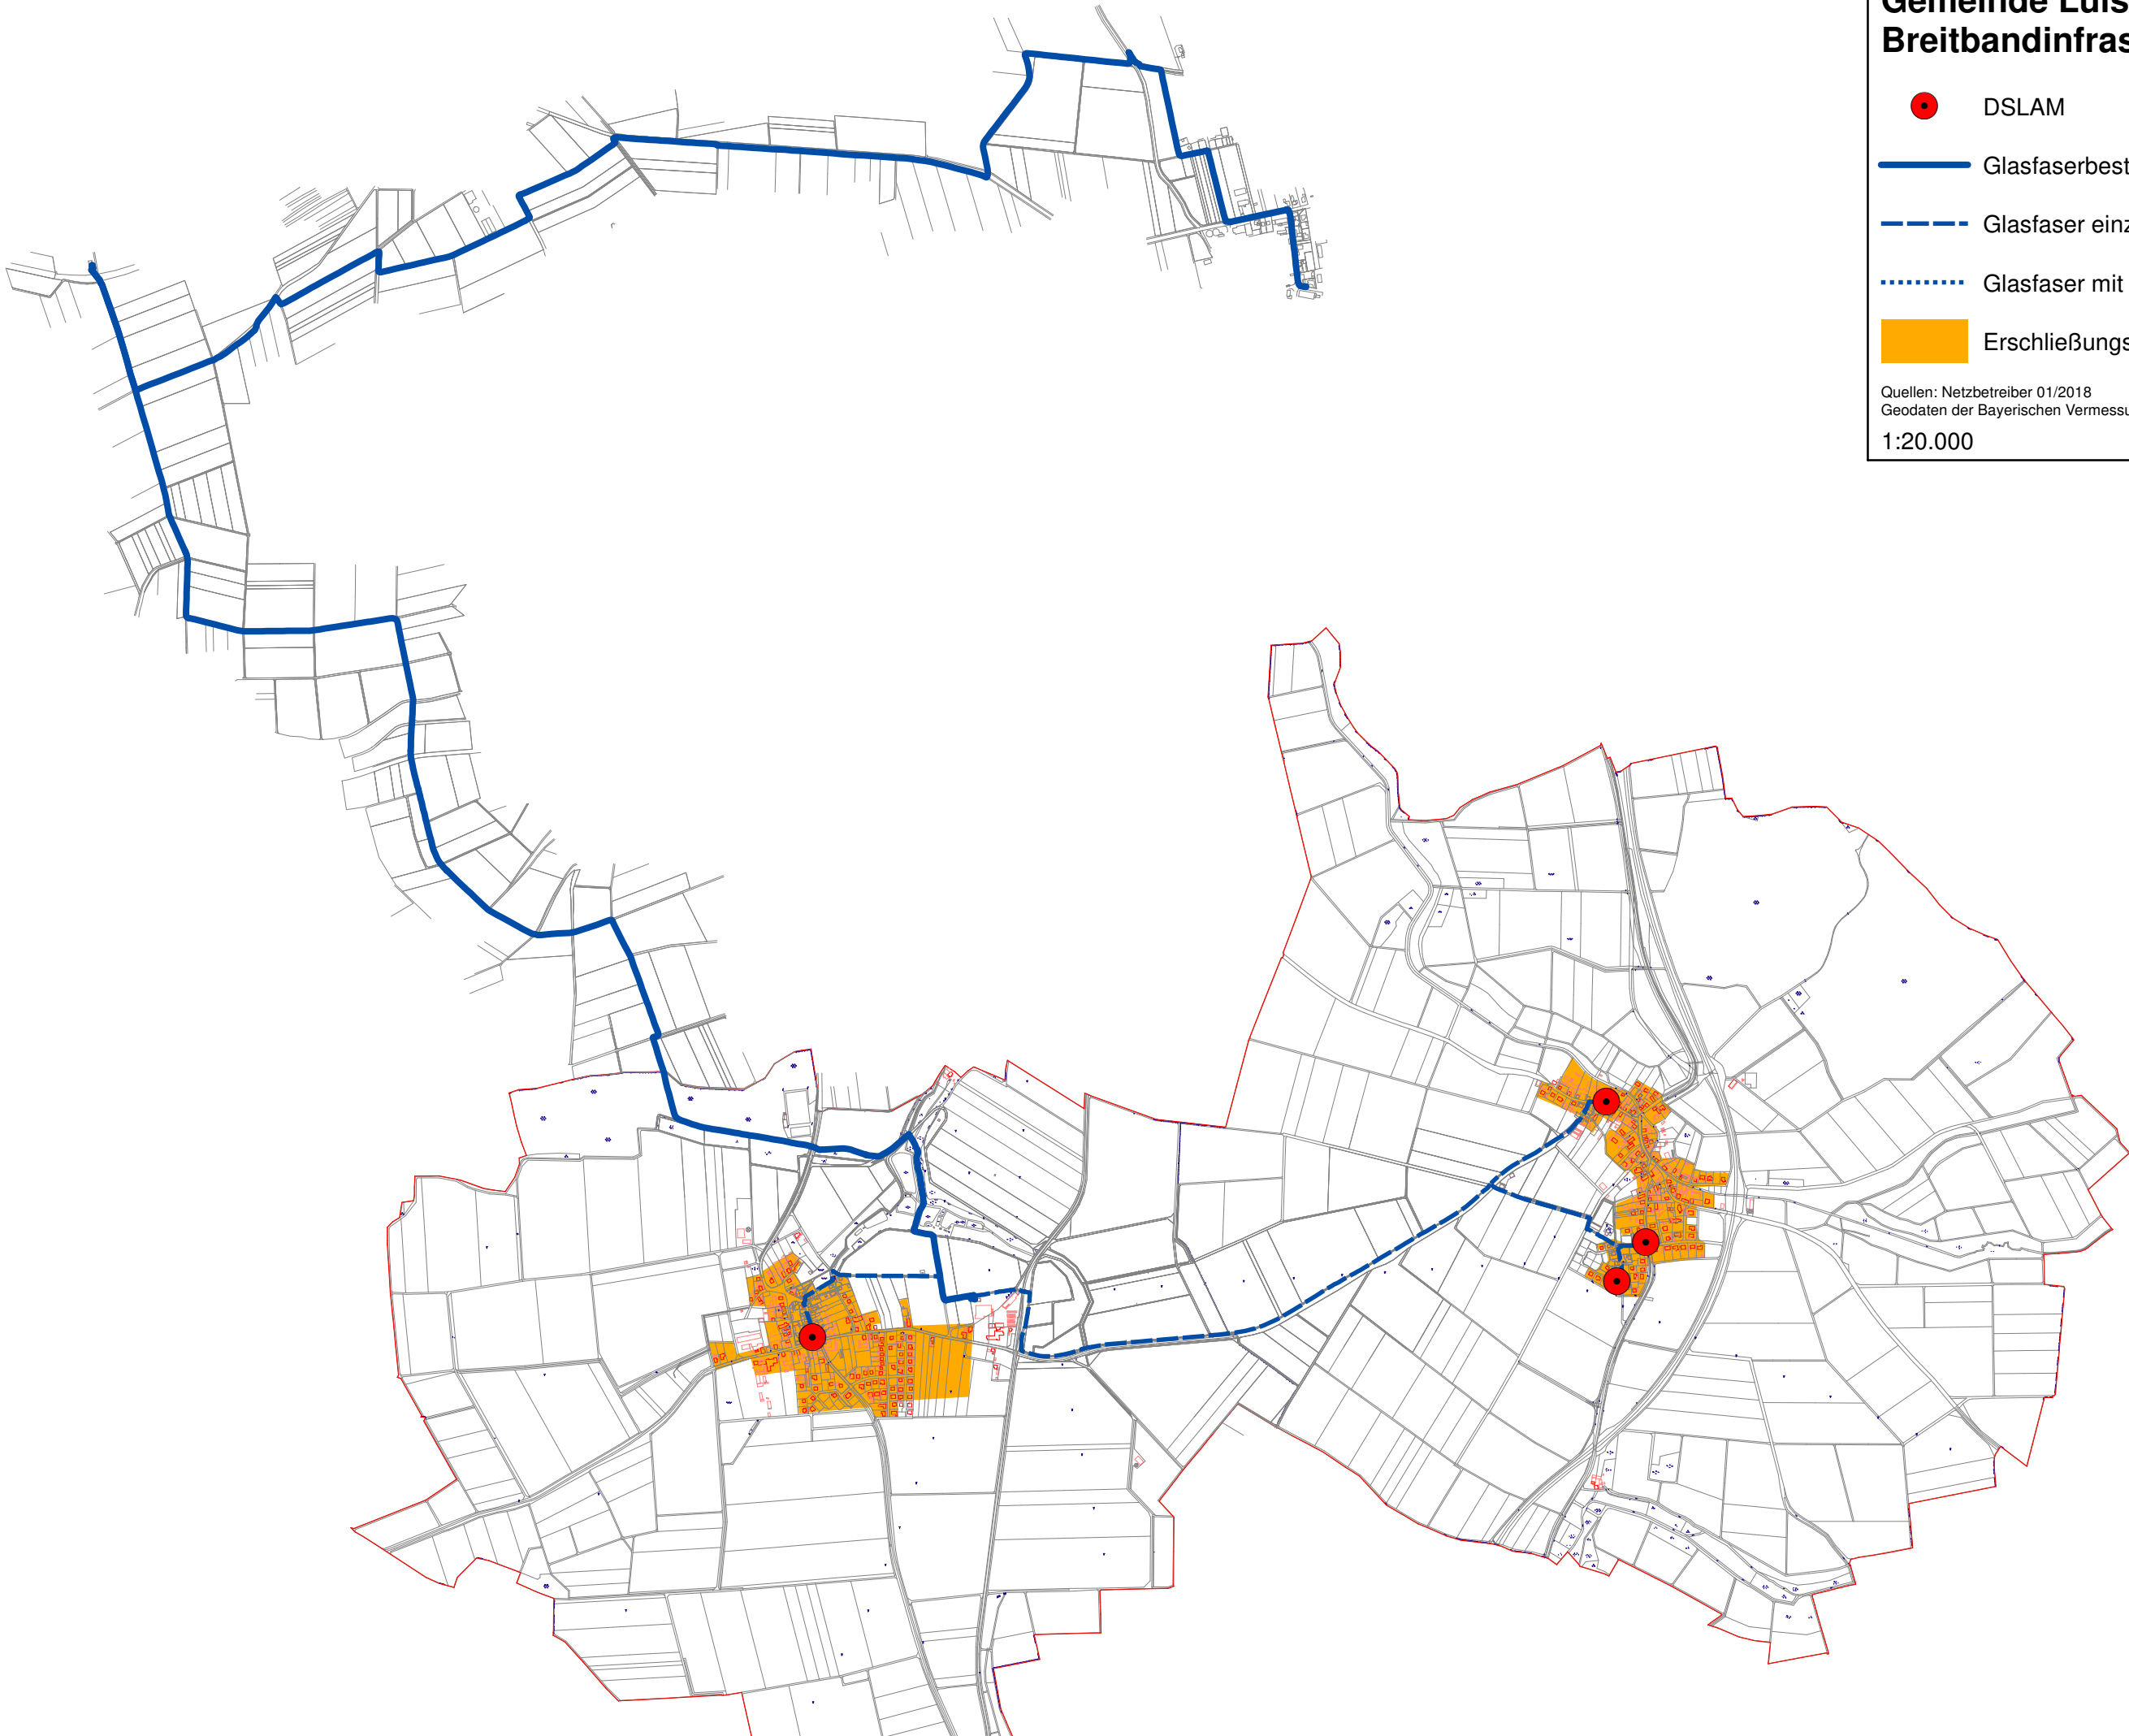 Gemeinde Luis
Breitbandinfras
DSLAM
Glasfaserbest
Glasfaser einz
Glasfaser mit
Erschließungs
Quellen: Netzbetreiber 01/2018
Geodaten der Bayerischen Vermessu
1:20.000